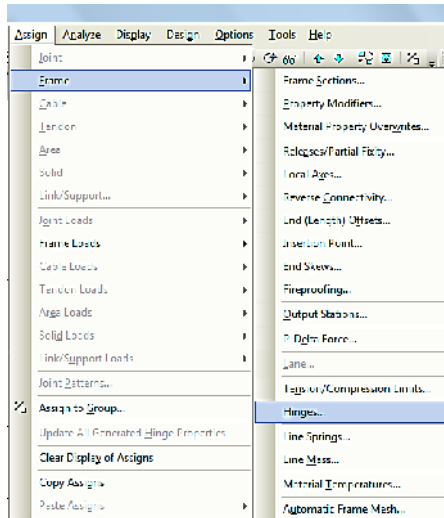 Assign Analyze Display Design Options Tools Help
Joint
Frame
Cable
Tendon
Area
Solid
Link/Support...
Joint Loads
Frame Loads
Cable Loads
Tendon Loads
Area Loads
Solid Loads
Link/Support Loads
Joint Patterns...
Assign to Group...
Update All Generated Hinge Properties
Clear Display of Assigns
Copy Assigns
Paste Assigns
Frame Sections...
Property Modifiers...
Material Property Overwrites...
Releases/Partial Fixity...
Local Axes...
Reverse Connectivity...
End (Length) Offsets...
Insertion Point...
End Skews...
Fireproofing...
Output Stations...
P-Delta Force...
Lane...
Tension/Compression Limits...
Hinges...
Line Springs...
Line Mass...
Material Temperatures...
Automatic Frame Mesh...